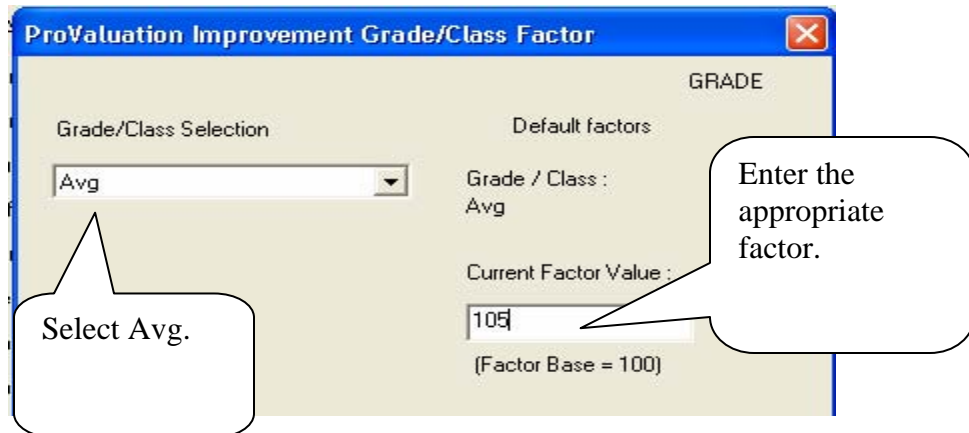 ProValuation Improvement Grade/Class Factor
GRADE
Grade/Class Selection
Default factors
Avg
Grade / Class :
Avg
Enter the
appropriate
factor.
Current Factor Value :
105
(Factor Base = 100)
Select Avg.